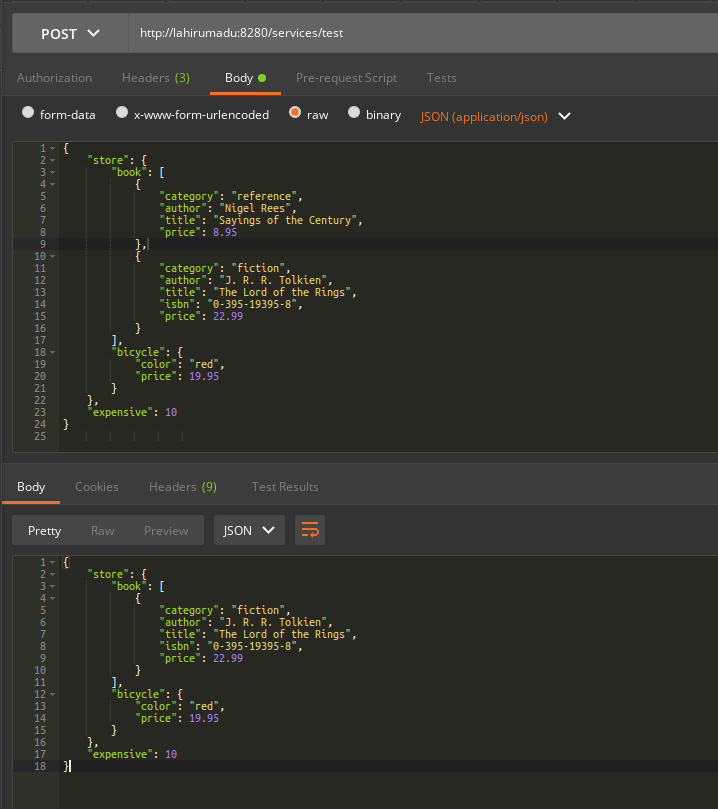 POST http://lahirumadu:8280/services/test
Authorization Headers (3) Body Pre-request Script Tests
form-data x-www-form-urlencoded raw binary JSON (application/json)
1 {
2 "store": {
3 "book": [
4 {
5 "category": "reference",
6 "author": "Nigel Rees",
7 "title": "Sayings of the Century",
8 "price": 8.95
9 },
10 {
11 "category": "fiction",
12 "author": "J. R. R. Tolkien",
13 "title": "The Lord of the Rings",
14 "isbn": "0-395-19395-8",
15 "price": 22.99
16 }
17 ],
18 "bicycle": {
19 "color": "red",
20 "price": 19.95
21 }
22 },
23 "expensive": 10
24 }
25
Body Cookies Headers (9) Test Results
Pretty Raw Preview JSON
1 {
2 "store": {
3 "book": [
4 {
5 "category": "fiction",
6 "author": "J. R. R. Tolkien",
7 "title": "The Lord of the Rings",
8 "isbn": "0-395-19395-8",
9 "price": 22.99
10 }
11 ],
12 "bicycle": {
13 "color": "red",
14 "price": 19.95
15 }
16 },
17 "expensive": 10
18 }